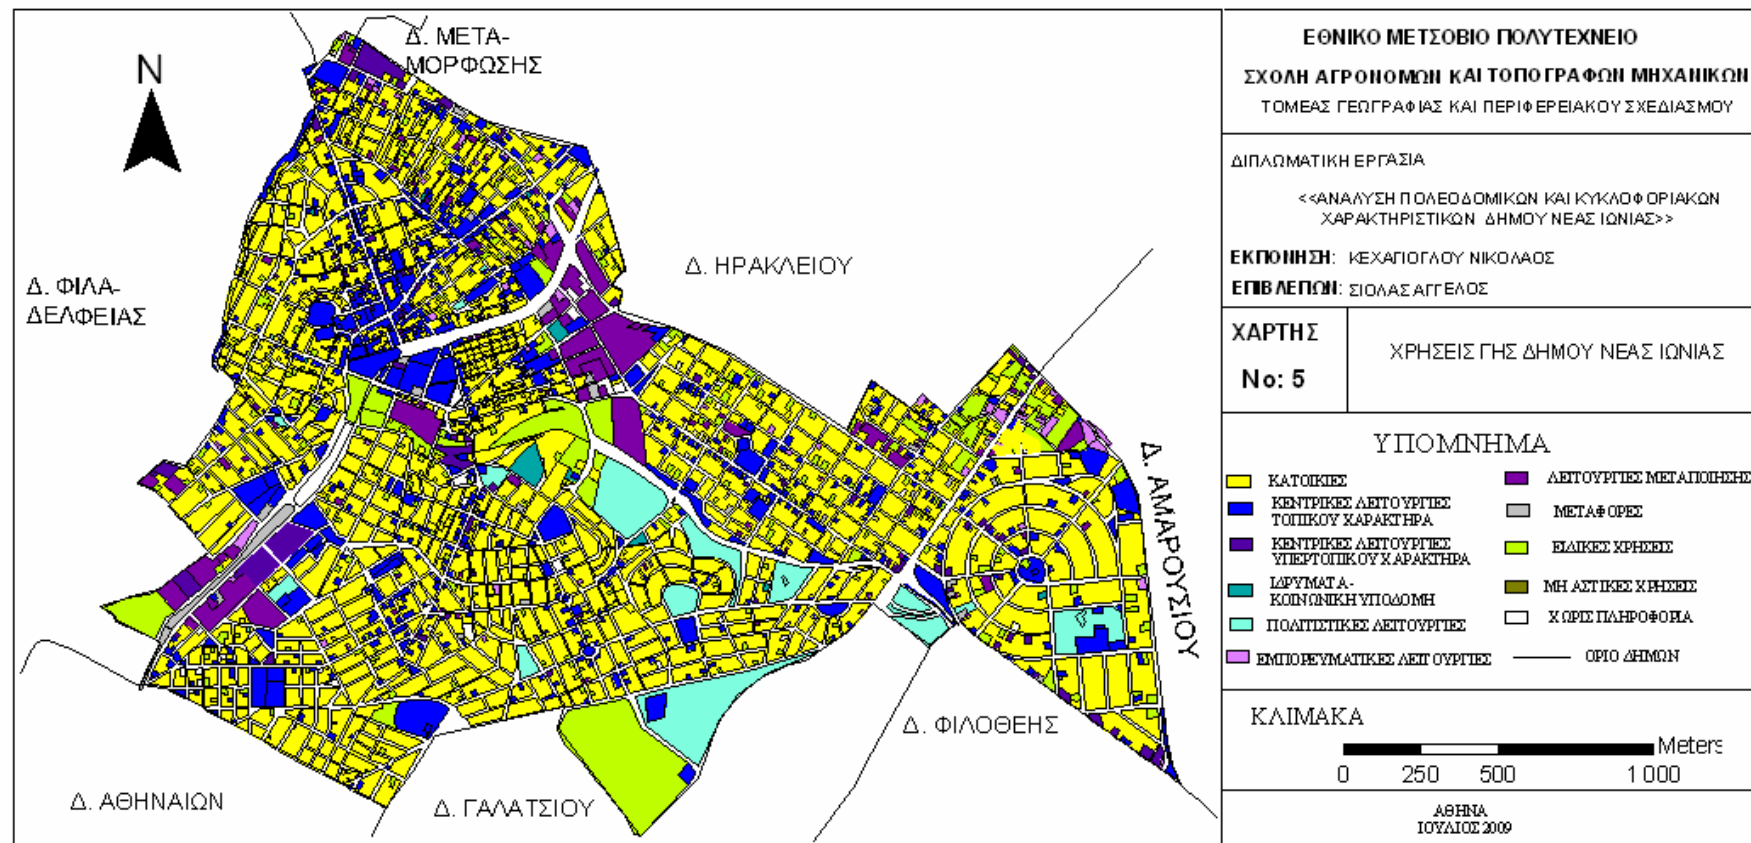 N
Δ. ΜΕΤΑ-
ΜΟΡΦΩΣΗΣ
Δ. ΗΡΑΚΛΕΙΟΥ
Δ. ΦΙΛΑ-
ΔΕΛΦΕΙΑΣ
Δ. ΑΜΑΡΟΥΣΙΟΥ
Δ. ΦΙΛΟΘΕΗΣ
Δ. ΓΑΛΑΤΣΙΟΥ
Δ. ΑΘΗΝΑΙΩΝ
ΕΘΝΙΚΟ ΜΕΤΣΟΒΙΟ ΠΟΛΥΤΕΧΝΕΙΟ
ΣΧΟΛΗ ΑΓΡΟΝΟΜΩΝ ΚΑΙ ΤΟΠΟΓΡΑΦΩΝ ΜΗΧΑΝΙΚΩΝ
ΤΟΜΕΑΣ ΓΕΩΓΡΑΦΙΑΣ ΚΑΙ ΠΕΡΙΦΕΡΕΙΑΚΟΥ ΣΧΕΔΙΑΣΜΟΥ
ΔΙΠΛΩΜΑΤΙΚΗ ΕΡΓΑΣΙΑ
<<ΑΝΑΛΥΣΗ ΠΟΛΕΟΔΟΜΙΚΩΝ ΚΑΙ ΚΥΚΛΟΦΟΡΙΑΚΩΝ
ΧΑΡΑΚΤΗΡΙΣΤΙΚΩΝ ΔΗΜΟΥ ΝΕΑΣ ΙΩΝΙΑΣ>>
ΕΚΠΟΝΗΣΗ: ΚΕΧΑΓΙΟΓΛΟΥ ΝΙΚΟΛΑΟΣ
ΕΠΙΒΛΕΠΩΝ: ΣΙΟΛΑΣ ΑΓΓΕΛΟΣ
ΧΑΡΤΗΣ
No: 5
ΧΡΗΣΕΙΣ ΓΗΣ ΔΗΜΟΥ ΝΕΑΣ ΙΩΝΙΑΣ
ΥΠΟΜΝΗΜΑ
ΚΑΤΟΙΚΙΕΣ
ΚΕΝΤΡΙΚΕΣ ΛΕΙΤΟΥΡΓΙΕΣ
ΤΟΠΙΚΟΥ ΧΑΡΑΚΤΗΡΑ
ΚΕΝΤΡΙΚΕΣ ΛΕΙΤΟΥΡΓΙΕΣ
ΥΠΕΡΤΟΠΙΚΟΥ ΧΑΡΑΚΤΗΡΑ
ΙΔΡΥΜΑΤΑ-
ΚΟΙΝΩΝΙΚΗ ΥΠΟΔΟΜΗ
ΠΟΛΙΤΙΣΤΙΚΕΣ ΛΕΙΤΟΥΡΓΙΕΣ
ΕΜΠΟΡΕΥΜΑΤΙΚΕΣ ΛΕΙΤΟΥΡΓΙΕΣ
ΛΕΙΤΟΥΡΓΙΕΣ ΜΕΤΑΠΟΙΗΣΗΣ
ΜΕΤΑΦΟΡΕΣ
ΕΙΔΙΚΕΣ ΧΡΗΣΕΙΣ
ΜΗ ΑΣΤΙΚΕΣ ΧΡΗΣΕΙΣ
ΧΩΡΙΣ ΠΛΗΡΟΦΟΡΙΑ
ΟΡΙΟ ΔΗΜΩΝ
ΚΛΙΜΑΚΑ
Meters
0 250 500 1 000
ΑΘΗΝΑ
ΙΟΥΛΙΟΣ 2009